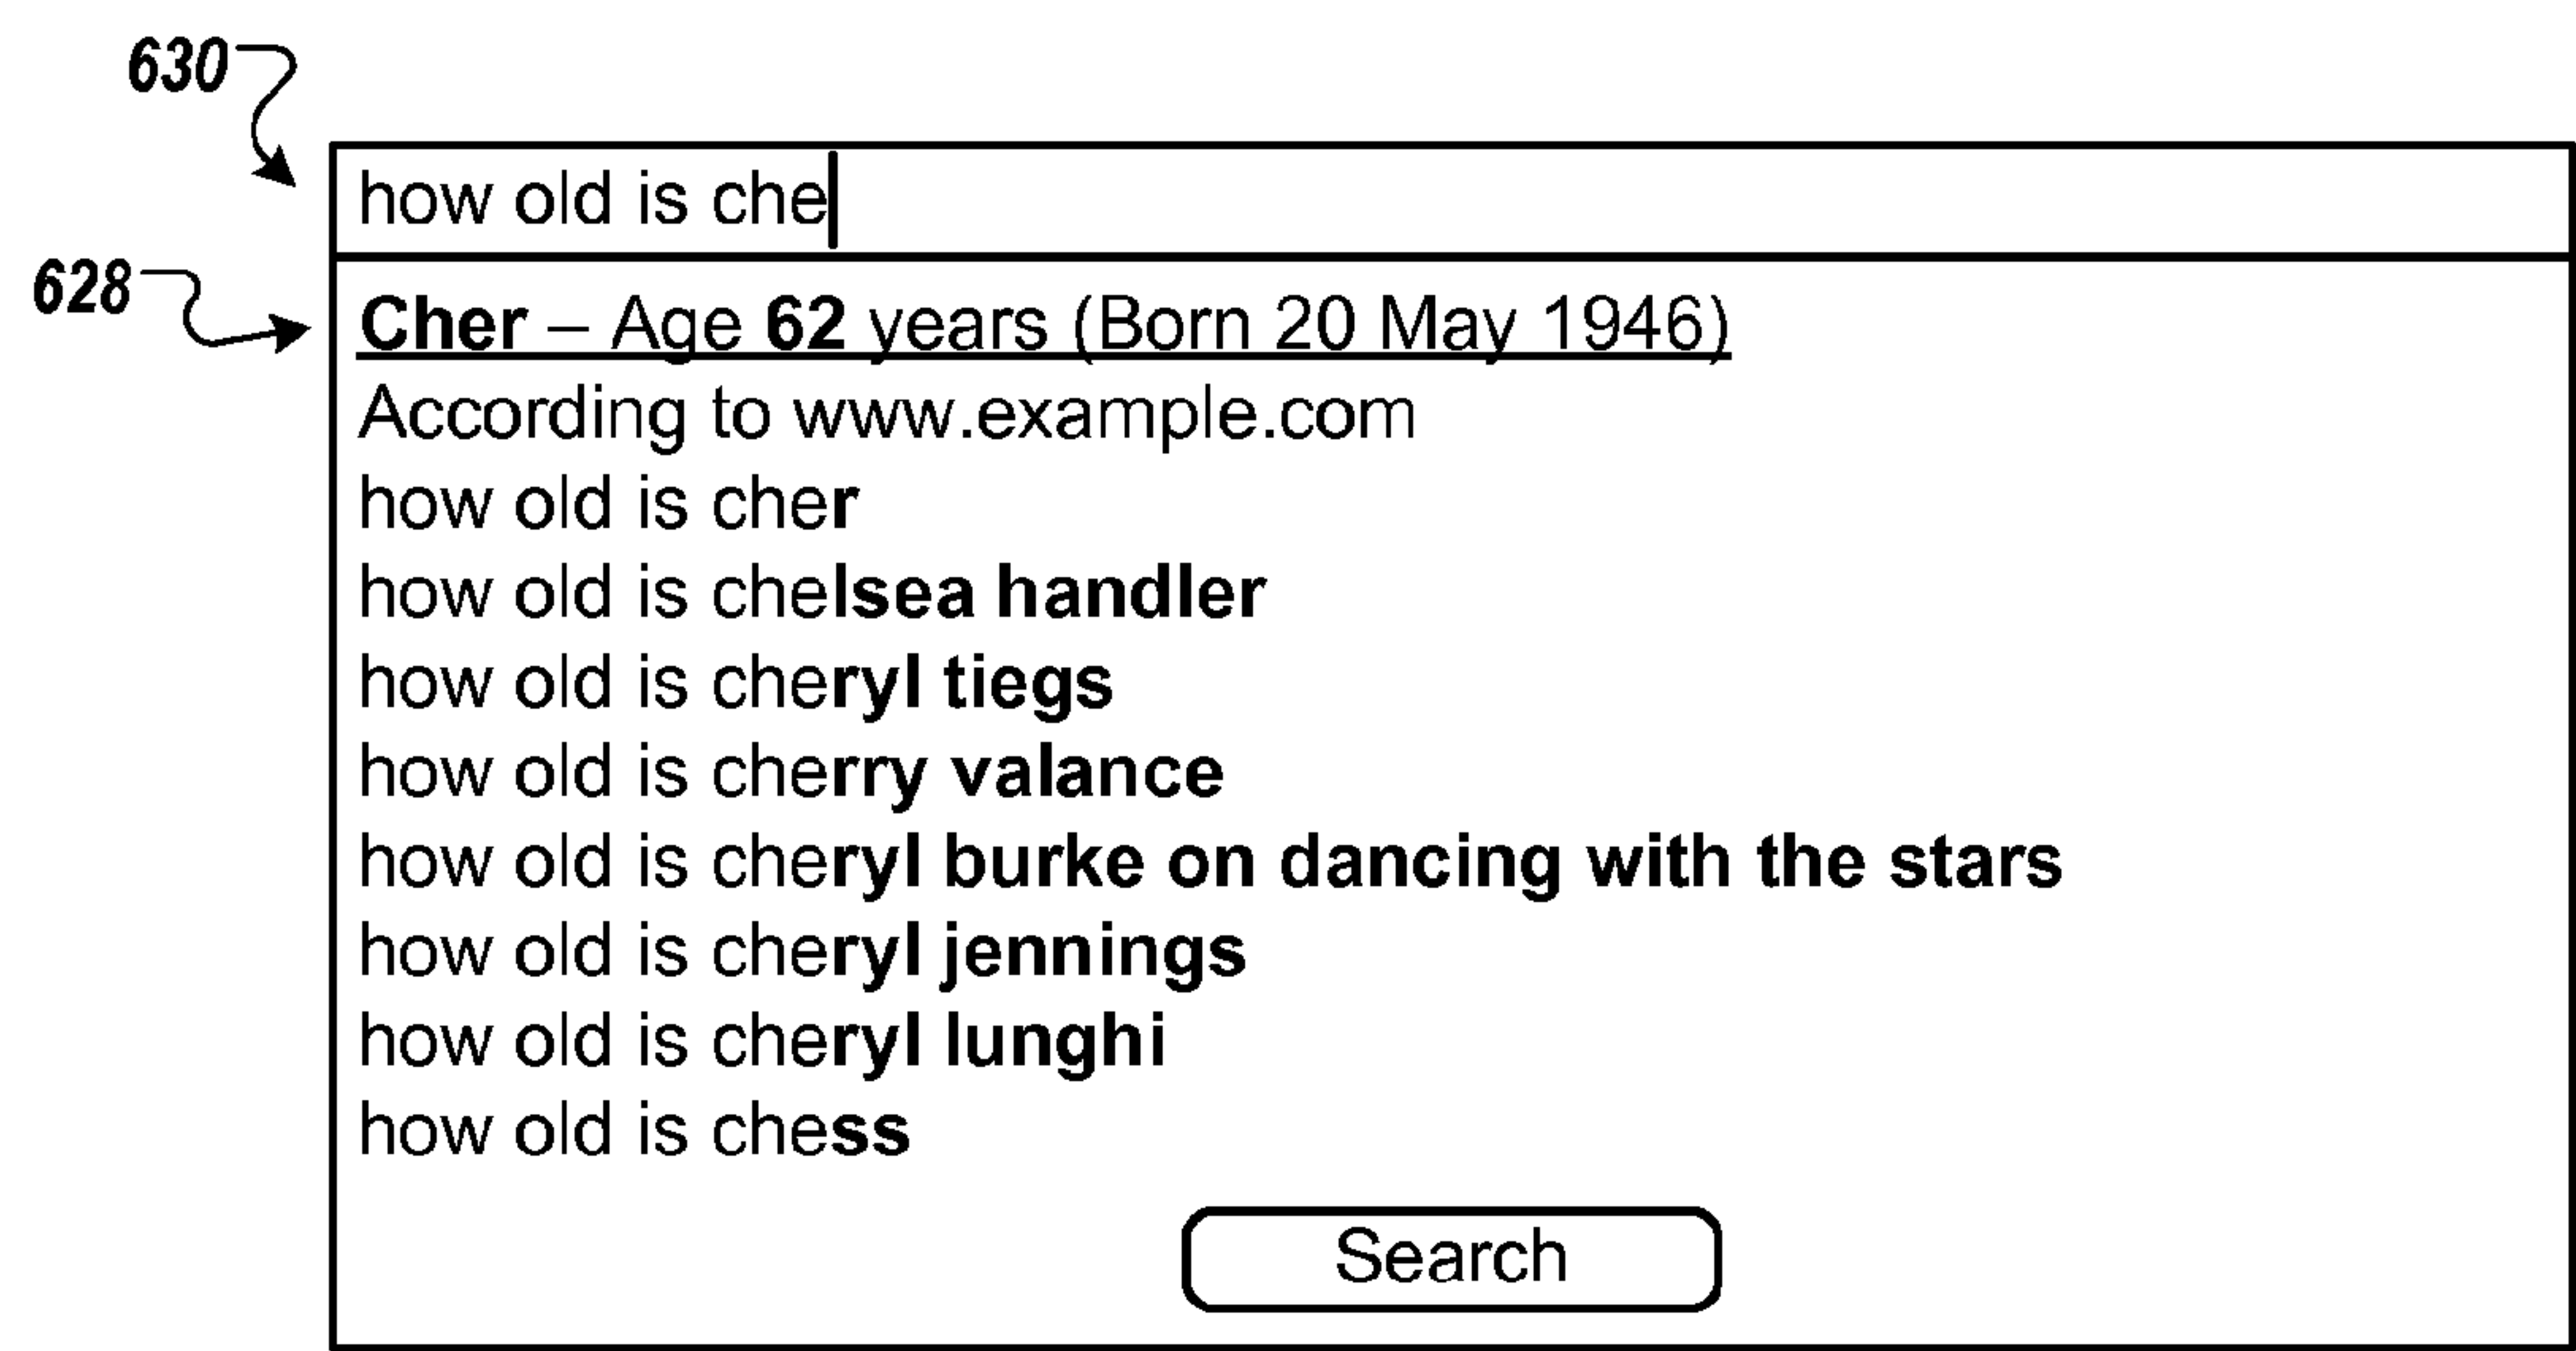 630
how old is che
628
Cher – Age 62 years (Born 20 May 1946)
According to www.example.com
how old is cher
how old is chelsea handler
how old is cheryl tiegs
how old is cherry valance
how old is cheryl burke on dancing with the stars
how old is cheryl jennings
how old is cheryl lunghi
how old is chess
Search